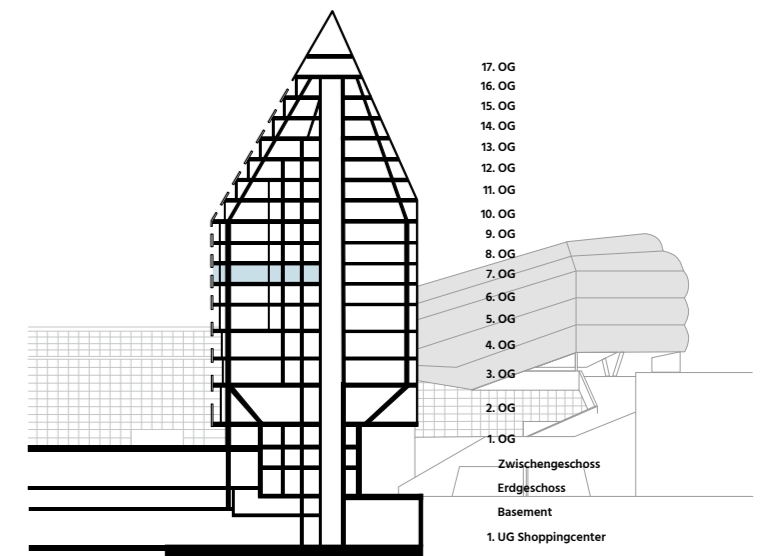 17. OG
16. OG
15. OG
14. OG
13. OG
12. OG
11. OG
10. OG
9. OG
8. OG
7. OG
6. OG
5. OG
4. OG
3. OG
2. OG
1. OG
Zwischengeschoss
Erdgeschoss
Basement
1. UG Shoppingcenter